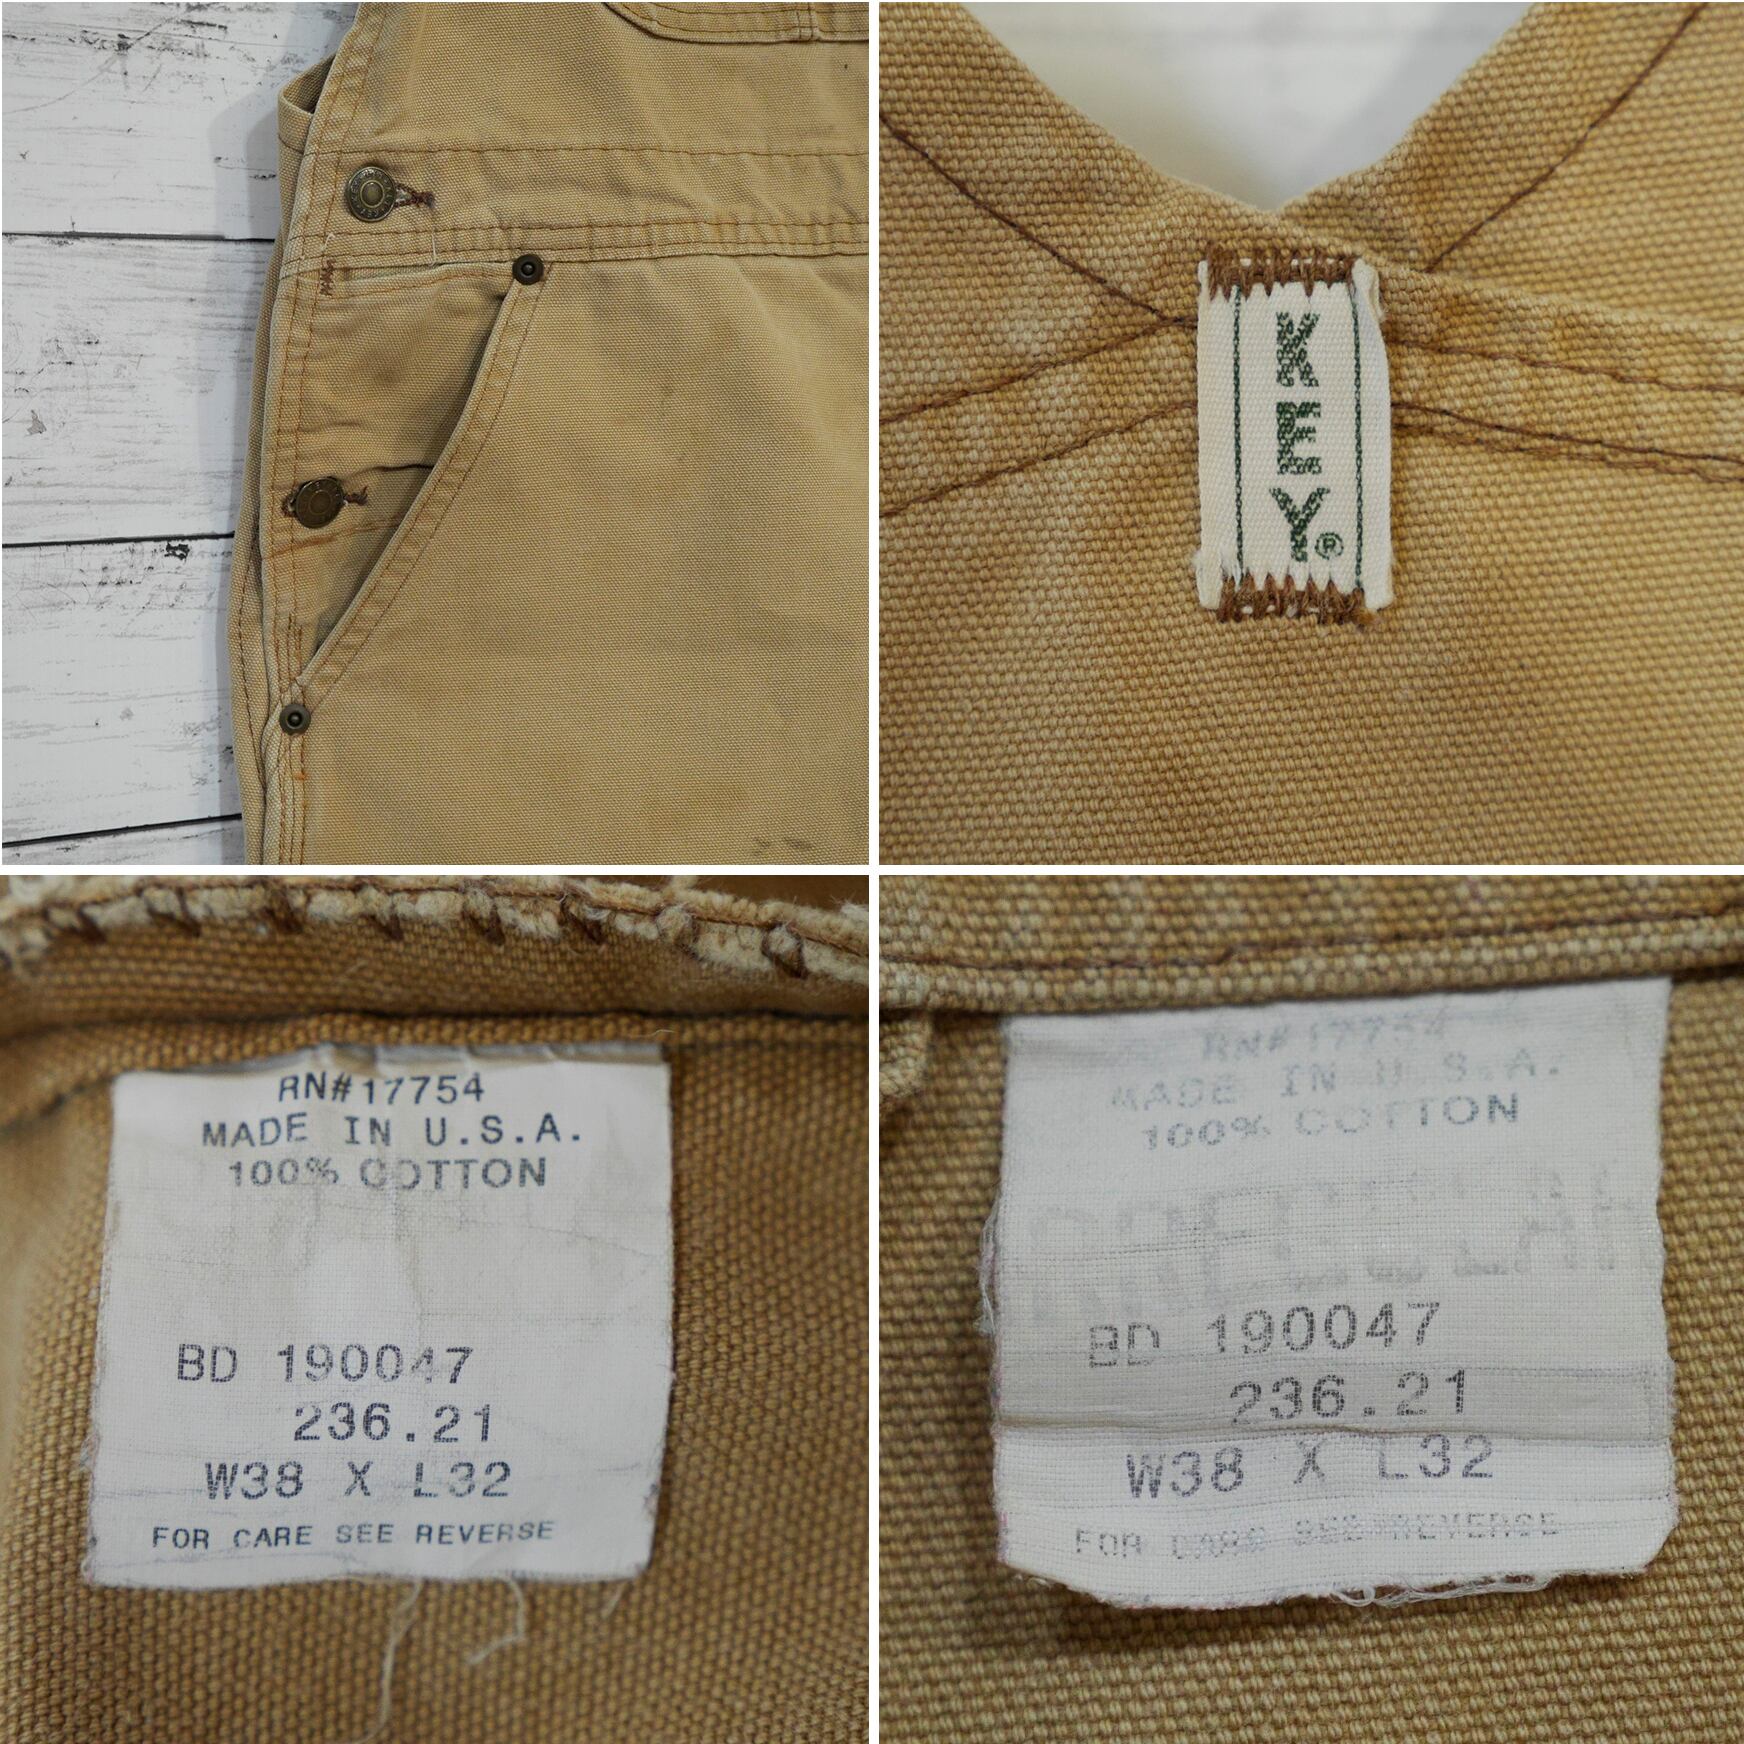 KEY®
RN#17754
MADE IN U.S.A.
100% COTTON
BD 190047
236.21
W38 X L32
FOR CARE SEE REVERSE
RN#17754
MADE IN U.S.A.
100% COTTON
BD 190047
236.21
W38 X L32
FOR CARE SEE REVERSE